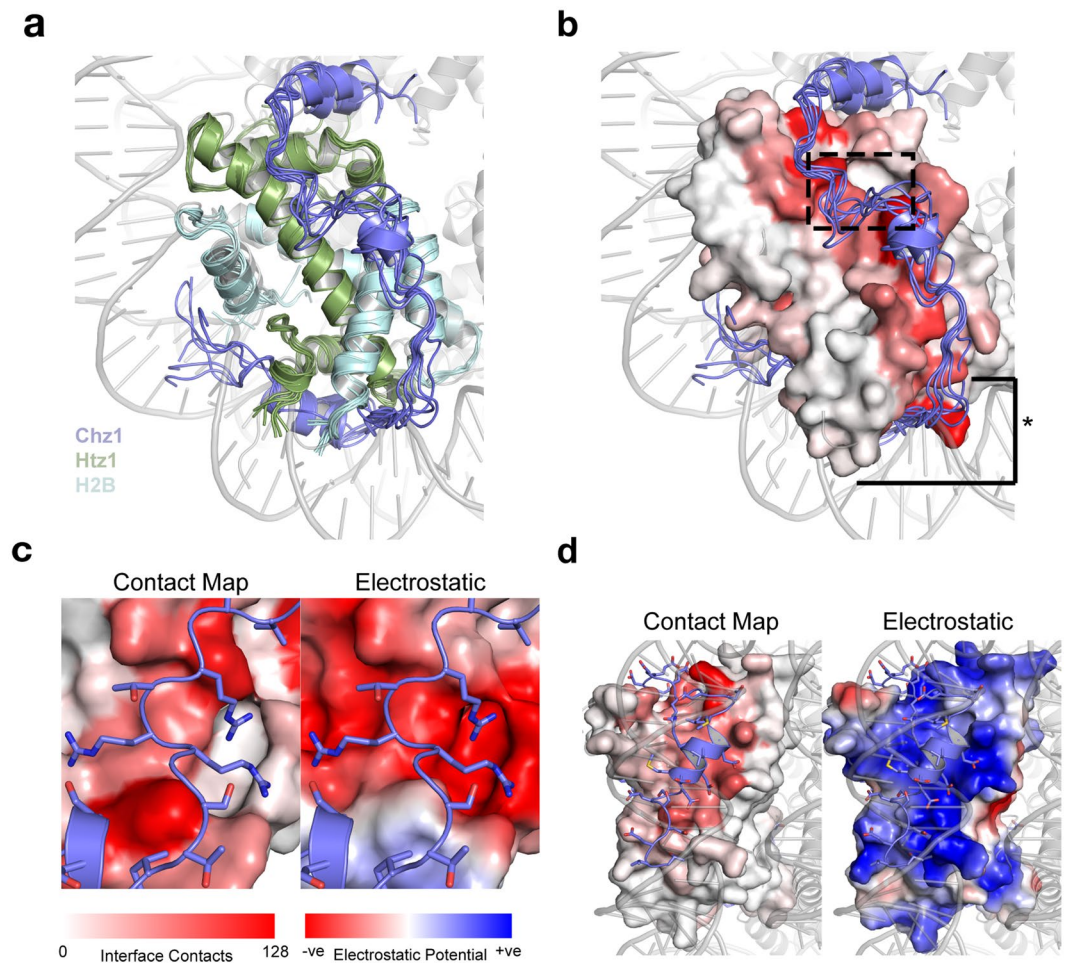 a
b
Chz1
Htz1
H2B
*
c
Contact Map
Electrostatic
0
Interface Contacts
128
-ve
Electrostatic Potential
+ve
d
Contact Map
Electrostatic